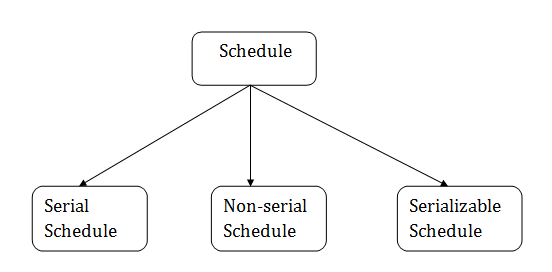 Schedule
Serial
Schedule
Non-serial
Schedule
Serializable
Schedule